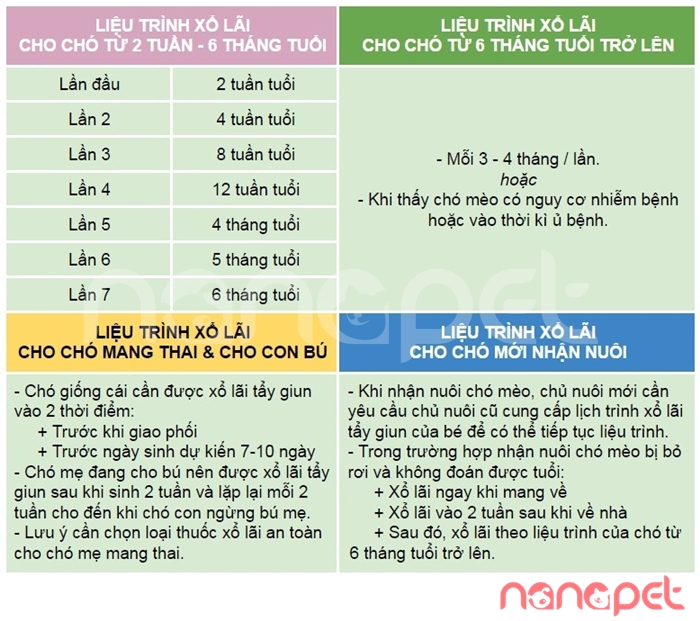 LIỆU TRÌNH XỔ LÃI
CHO CHÓ TỪ 2 TUẦN - 6 THÁNG TUỔI
Lần đầu 2 tuần tuổi
Lần 2 4 tuần tuổi
Lần 3 8 tuần tuổi
Lần 4 12 tuần tuổi
Lần 5 4 tháng tuổi
Lần 6 5 tháng tuổi
Lần 7 6 tháng tuổi
LIỆU TRÌNH XỔ LÃI
CHO CHÓ TỪ 6 THÁNG TUỔI TRỞ LÊN
- Mỗi 3 - 4 tháng / lần.
hoặc
- Khi thấy chó mèo có nguy cơ nhiễm bệnh
hoặc vào thời kì ủ bệnh.
LIỆU TRÌNH XỔ LÃI
CHO CHÓ MANG THAI & CHO CON BÚ
- Chó giống cái cần được xổ lãi tẩy giun
vào 2 thời điểm:
+ Trước khi giao phối
+ Trước ngày sinh dự kiến 7-10 ngày
- Chó mẹ đang cho bú nên được xổ lãi tẩy
giun sau khi sinh 2 tuần và lặp lại mỗi 2
tuần cho đến khi chó con ngừng bú mẹ.
- Lưu ý cần chọn loại thuốc xổ lãi an toàn
cho chó mẹ mang thai.
LIỆU TRÌNH XỔ LÃI
CHO CHÓ MỚI NHẬN NUÔI
- Khi nhận nuôi chó mèo, chủ nuôi mới cần
yêu cầu chủ nuôi cũ cung cấp lịch trình xổ lãi
tẩy giun của bé để có thể tiếp tục liệu trình.
- Trong trường hợp nhận nuôi chó mèo bị bỏ
rơi và không đoán được tuổi:
+ Xổ lãi ngay khi mang về
+ Xổ lãi vào 2 tuần sau khi về nhà
+ Sau đó, xổ lãi theo liệu trình của chó từ
6 tháng tuổi trở lên.
nanapet
nanapet